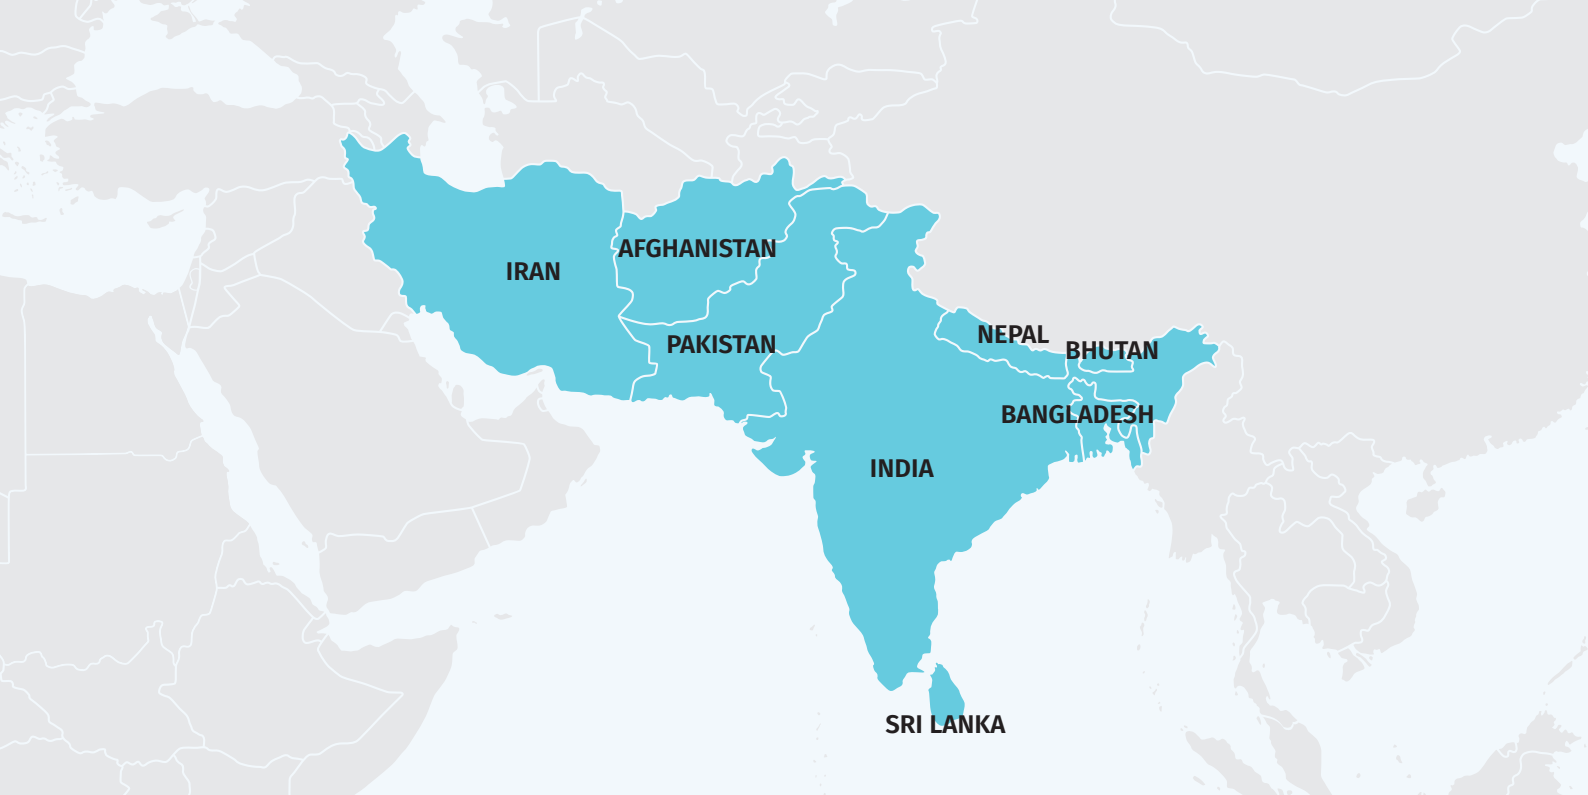 AFGHANISTAN
IRAN
NEPAL
PAKISTAN
BHUTAN
BANGLADESH
INDIA
SRI LANKA